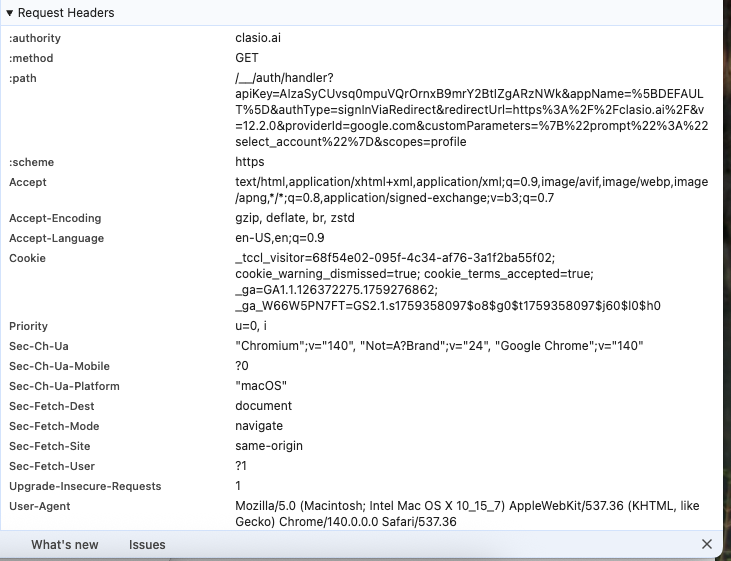 ▼ Request Headers
:authority clasio.ai
:method GET
:path /__/auth/handler?
apiKey=AIzaSyCUvsq0mpuVQrOrnxB9mrY2BtIZgARzNWk&appName=%5BDEFAUL
T%5D&authType=signInViaRedirect&redirectUrl=https%3A%2F%2Fclasio.ai%2F&v
=12.2.0&providerId=google.com&customParameters=%7B%22prompt%22%3A%22
select_account%22%7D&scopes=profile
:scheme https
Accept text/html,application/xhtml+xml,application/xml;q=0.9,image/avif,image/webp,image
/apng,*/*;q=0.8,application/signed-exchange;v=b3;q=0.7
Accept-Encoding gzip, deflate, br, zstd
Accept-Language en-US,en;q=0.9
Cookie _tccl_visitor=68f54e02-095f-4c34-af76-3a1f2ba55f02;
cookie_warning_dismissed=true; cookie_terms_accepted=true;
_ga=GA1.1.126372275.1759276862;
_ga_W66W5PN7FT=GS2.1.s1759358097$o8$g0$t1759358097$j60$l0$h0
Priority u=0, i
Sec-Ch-Ua "Chromium";v="140", "Not=A?Brand";v="24", "Google Chrome";v="140"
Sec-Ch-Ua-Mobile ?0
Sec-Ch-Ua-Platform "macOS"
Sec-Fetch-Dest document
Sec-Fetch-Mode navigate
Sec-Fetch-Site same-origin
Sec-Fetch-User ?1
Upgrade-Insecure-Requests 1
User-Agent Mozilla/5.0 (Macintosh; Intel Mac OS X 10_15_7) AppleWebKit/537.36 (KHTML, like
Gecko) Chrome/140.0.0.0 Safari/537.36
What's new Issues